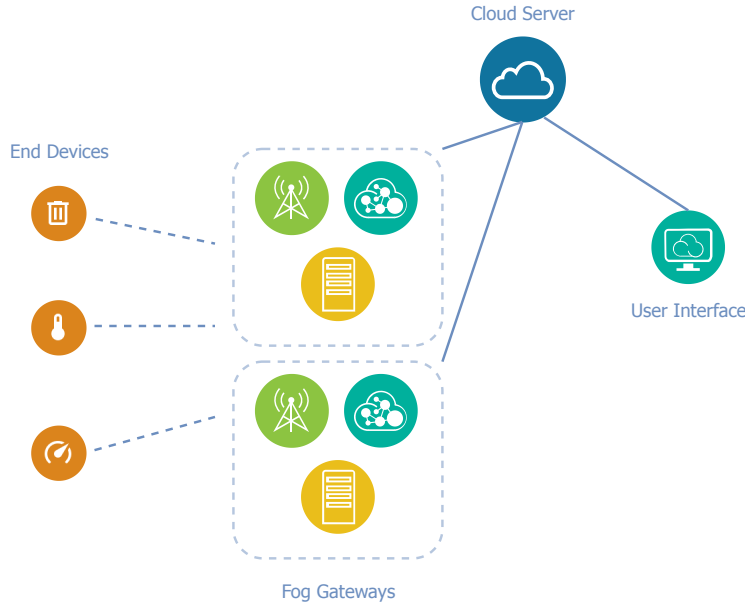 Cloud Server
End Devices
User Interface
Fog Gateways